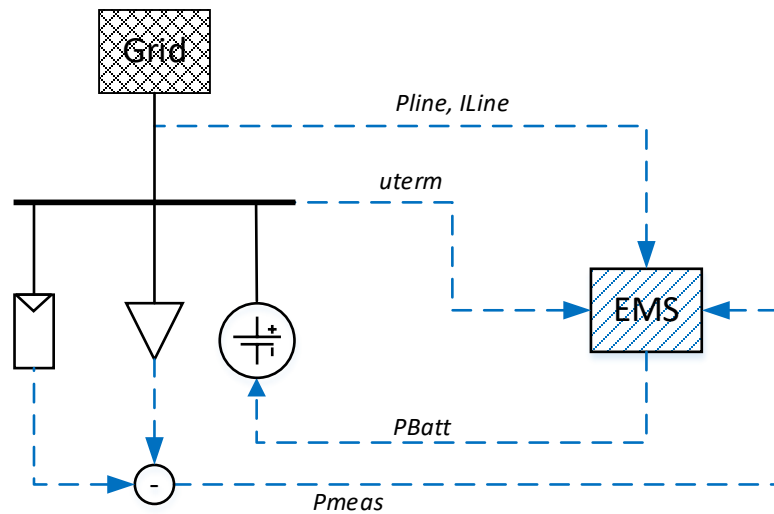 Grid
Pline, ILine
uterm
EMS
+
PBatt
-
Pmeas